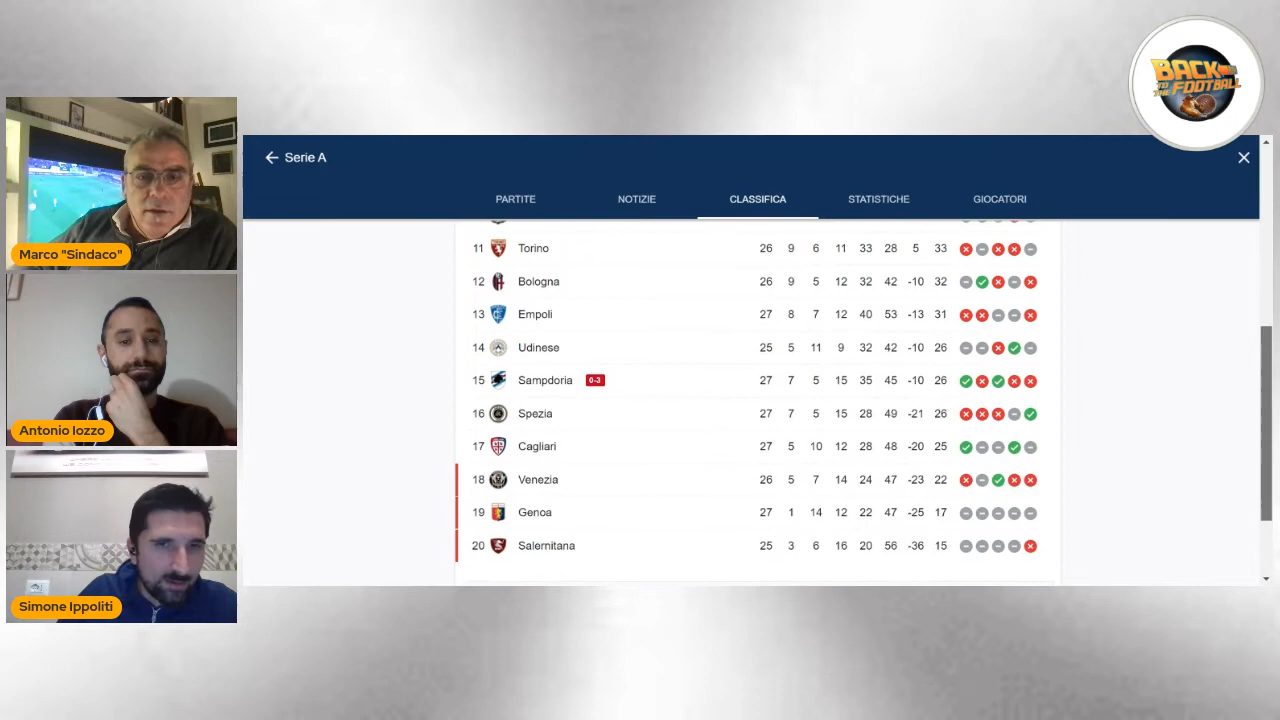 BACK
TO THE FOOTBALL
Serie A
PARTITE NOTIZIE CLASSIFICA STATISTICHE GIOCATORI
11 Torino 26 9 6 11 33 28 5 33
12 Bologna 26 9 5 12 32 42 -10 32
13 Empoli 27 8 7 12 40 53 -13 31
14 Udinese 25 5 11 9 32 42 -10 26
15 Sampdoria 0-3 27 7 5 15 35 45 -10 26
16 Spezia 27 7 5 15 28 49 -21 26
17 Cagliari 27 5 10 12 28 48 -20 25
18 Venezia 26 5 7 14 24 47 -23 22
19 Genoa 27 1 14 12 22 47 -25 17
20 Salernitana 25 3 6 16 20 56 -36 15
Marco "Sindaco"
Antonio Iozzo
Simone Ippoliti